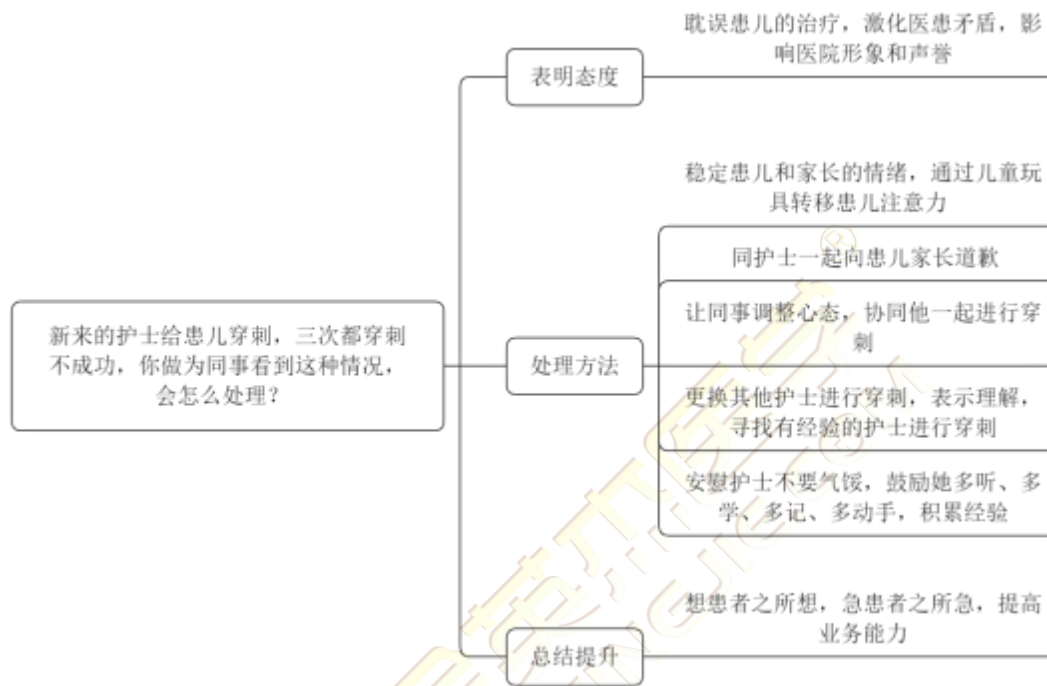 耽误患儿的治疗，激化医患矛盾，影
响医院形象和声誉
表明态度
稳定患儿和家长的情绪，通过儿童玩
具转移患儿注意力
同护士一起向患儿家长道歉
新来的护士给患儿穿刺，三次都穿刺
不成功，你做为同事看到这种情况，
会怎么处理？
让同事调整心态，协同他一起进行穿
刺
处理方法
更换其他护士进行穿刺，表示理解，
寻找有经验的护士进行穿刺
安慰护士不要气馁，鼓励她多听、多
学、多记、多动手，积累经验
想患者之所想，急患者之所急，提高
业务能力
总结提升